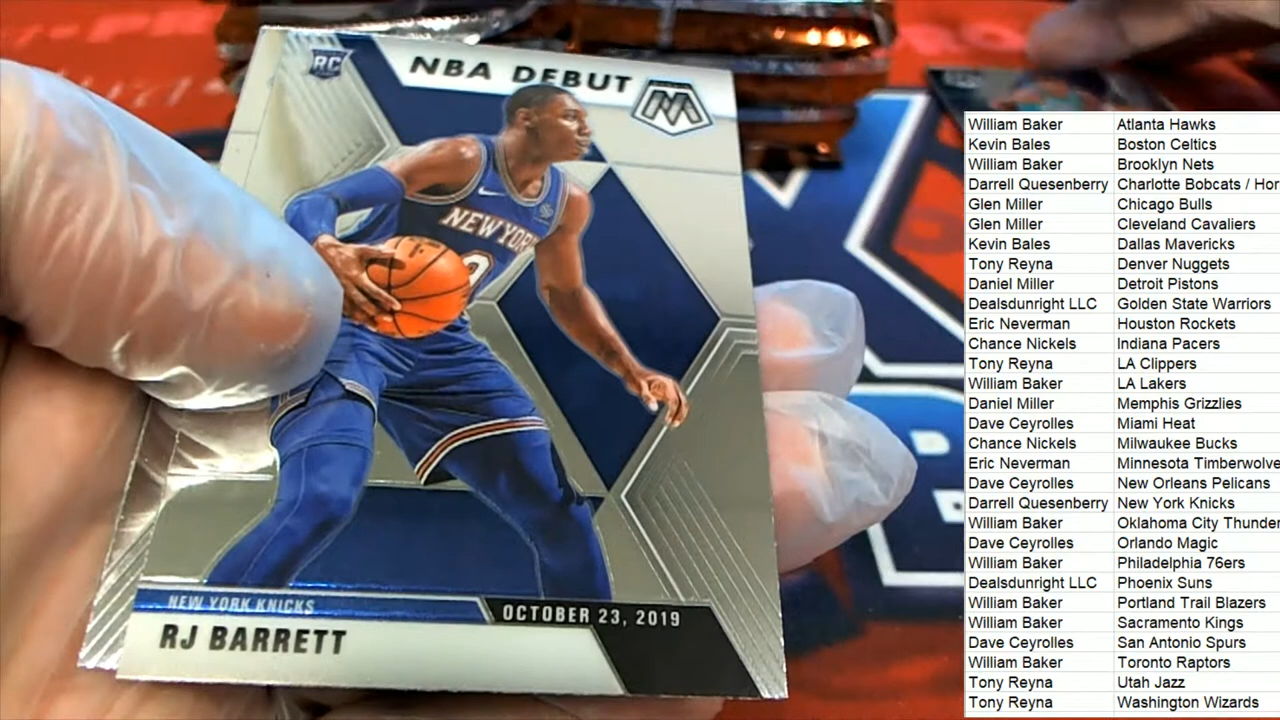 RC
NBA DEBUT
M
NEW YORK
NEW YORK KNICKS
OCTOBER 23, 2019
RJ BARRETT
William Baker Atlanta Hawks
Kevin Bales Boston Celtics
William Baker Brooklyn Nets
Darrell Quesenberry Charlotte Bobcats / Hor
Glen Miller Chicago Bulls
Glen Miller Cleveland Cavaliers
Kevin Bales Dallas Mavericks
Tony Reyna Denver Nuggets
Daniel Miller Detroit Pistons
Dealsdunright LLC Golden State Warriors
Eric Neverman Houston Rockets
Chance Nickels Indiana Pacers
Tony Reyna LA Clippers
William Baker LA Lakers
Daniel Miller Memphis Grizzlies
Dave Ceyrolles Miami Heat
Chance Nickels Milwaukee Bucks
Eric Neverman Minnesota Timberwolve
Dave Ceyrolles New Orleans Pelicans
Darrell Quesenberry New York Knicks
William Baker Oklahoma City Thunder
Dave Ceyrolles Orlando Magic
William Baker Philadelphia 76ers
Dealsdunright LLC Phoenix Suns
William Baker Portland Trail Blazers
William Baker Sacramento Kings
Dave Ceyrolles San Antonio Spurs
William Baker Toronto Raptors
Tony Reyna Utah Jazz
Tony Reyna Washington Wizards